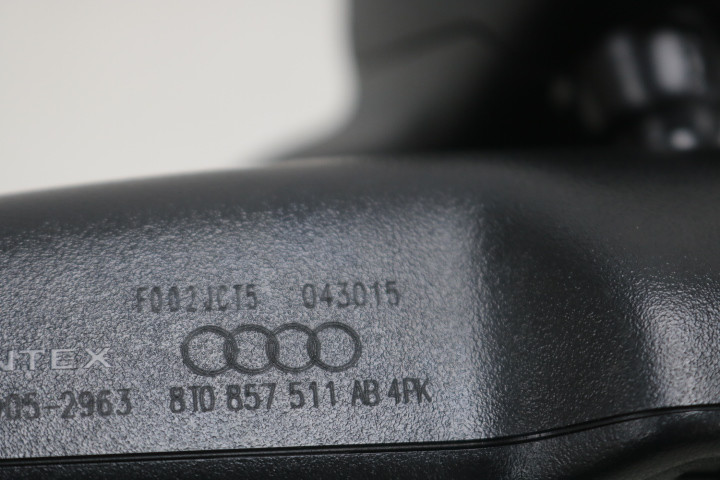 F002JCT5 043015
NTEX
05-2963 8T0 857 511 AB 4PK